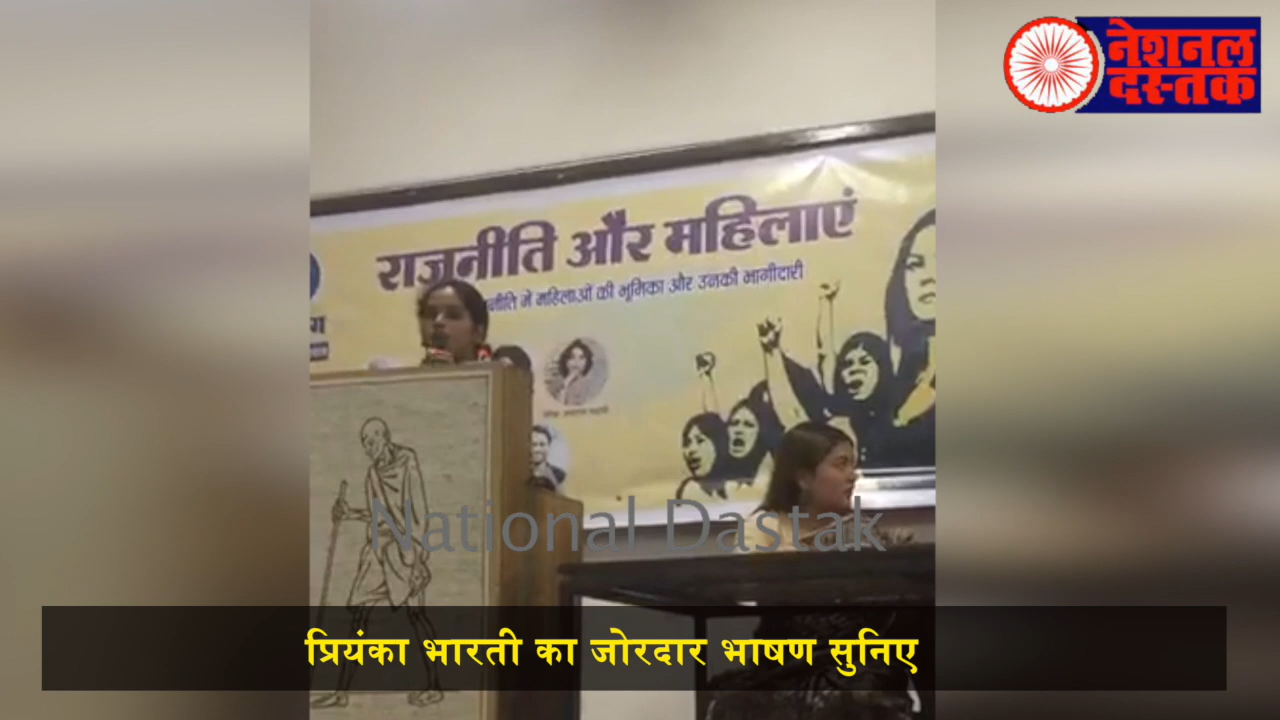 नेशनल
दस्तक
राजनीति और महिलाएं
में महिलाओं की भूमिका और उनकी भागीदारी
National Dastak
प्रियंका भारती का जोरदार भाषण सुनिए